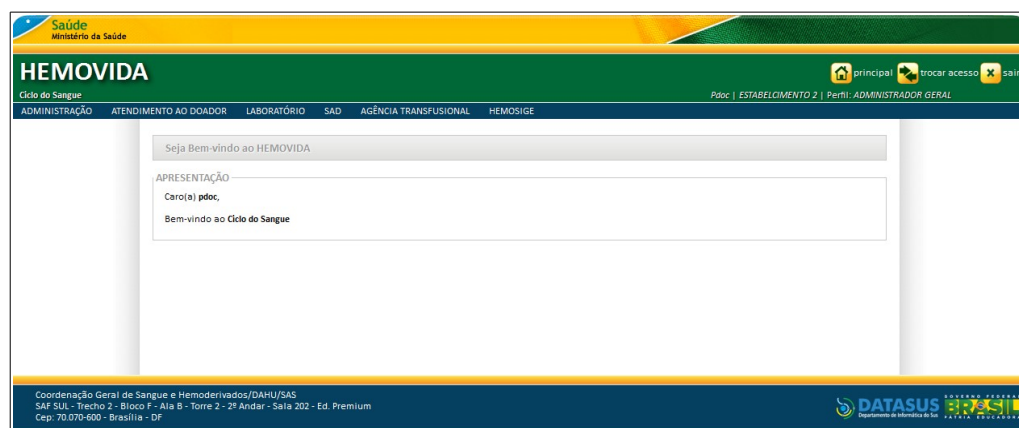 Saúde
Ministério da Saúde
HEMOVIDA
principal trocar acesso sair
Ciclo do Sangue
Pdoc | ESTABELCIMENTO 2 | Perfil: ADMINISTRADOR GERAL
ADMINISTRAÇÃO ATENDIMENTO AO DOADOR LABORATÓRIO SAD AGÊNCIA TRANSFUSIONAL HEMOSIGE
Seja Bem-vindo ao HEMOVIDA
APRESENTAÇÃO
Caro(a) pdoc,
Bem-vindo ao Ciclo do Sangue
Coordenação Geral de Sangue e Hemoderivados/DAHU/SAS
SAF SUL - Trecho 2 - Bloco F - Ala B - Torre 2 - 2º Andar - Sala 202 - Ed. Premium
Cep: 70.070-600 - Brasília - DF
DATASUS
Departamento de Informática do Sus
GOVERNO FEDERAL
BRASIL
PÁTRIA EDUCADORA